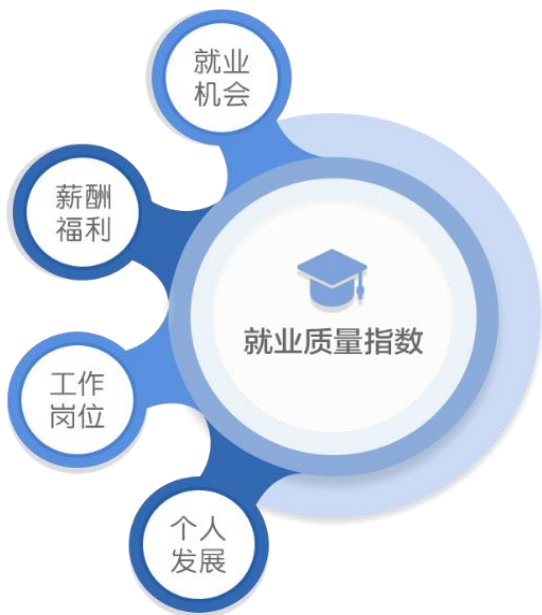 就业
机会
薪酬
福利
就业质量指数
工作
岗位
个人
发展